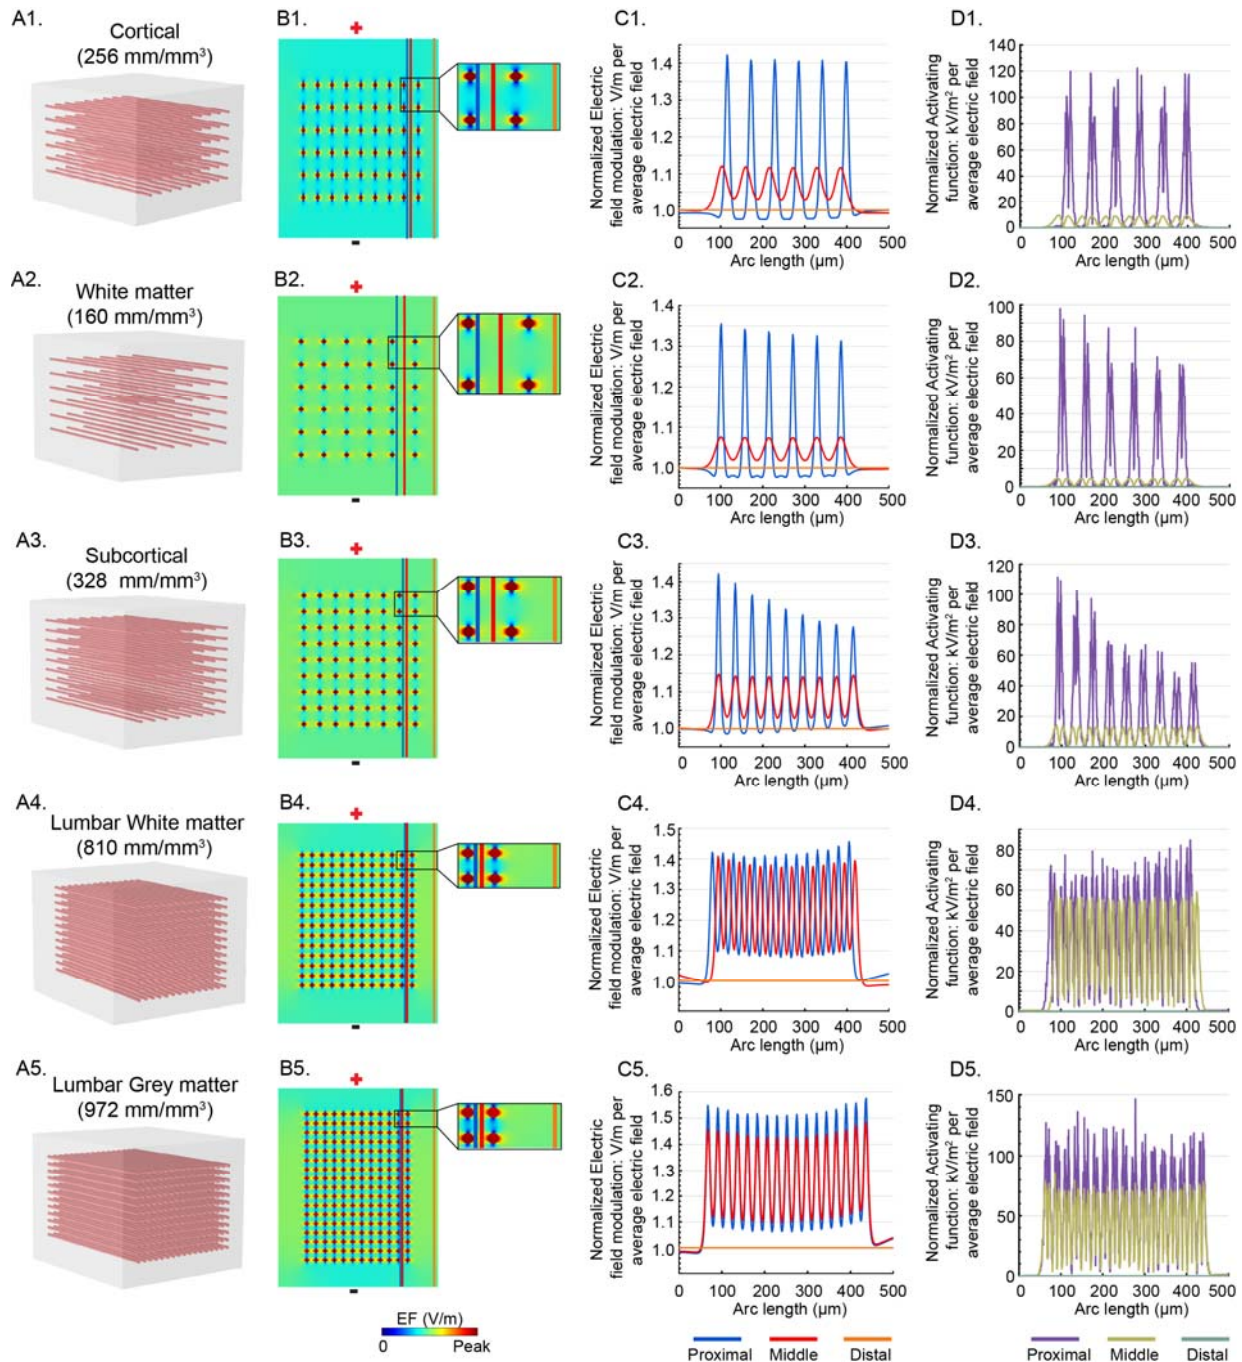 A1.
Cortical
(256 mm/mm³)
B1.
+
-
C1.
Normalized Electric
field modulation: V/m per
average electric field
1.4
1.3
1.2
1.1
1.0
0 100 200 300 400 500
Arc length (µm)
D1.
Normalized Activating
function: kV/m² per
average electric field
140
120
100
80
60
40
20
0
0 100 200 300 400 500
Arc length (µm)
A2.
White matter
(160 mm/mm³)
B2.
+
-
C2.
Normalized Electric
field modulation: V/m per
average electric field
1.4
1.3
1.2
1.1
1.0
0 100 200 300 400 500
Arc length (µm)
D2.
Normalized Activating
function: kV/m² per
average electric field
100
80
60
40
20
0
0 100 200 300 400 500
Arc length (µm)
A3.
Subcortical
(328 mm/mm³)
B3.
+
-
C3.
Normalized Electric
field modulation: V/m per
average electric field
1.4
1.3
1.2
1.1
1.0
0 100 200 300 400 500
Arc length (µm)
D3.
Normalized Activating
function: kV/m² per
average electric field
120
100
80
60
40
20
0
0 100 200 300 400 500
Arc length (µm)
A4.
Lumbar White matter
(810 mm/mm³)
B4.
+
-
C4.
Normalized Electric
field modulation: V/m per
average electric field
1.5
1.4
1.3
1.2
1.1
1.0
0 100 200 300 400 500
Arc length (µm)
D4.
Normalized Activating
function: kV/m² per
average electric field
80
60
40
20
0
0 100 200 300 400 500
Arc length (µm)
A5.
Lumbar Grey matter
(972 mm/mm³)
B5.
+
-
EF (V/m)
0 Peak
C5.
Normalized Electric
field modulation: V/m per
average electric field
1.6
1.5
1.4
1.3
1.2
1.1
1.0
0 100 200 300 400 500
Arc length (µm)
Proximal Middle Distal
D5.
Normalized Activating
function: kV/m² per
average electric field
150
100
50
0
0 100 200 300 400 500
Arc length (µm)
Proximal Middle Distal